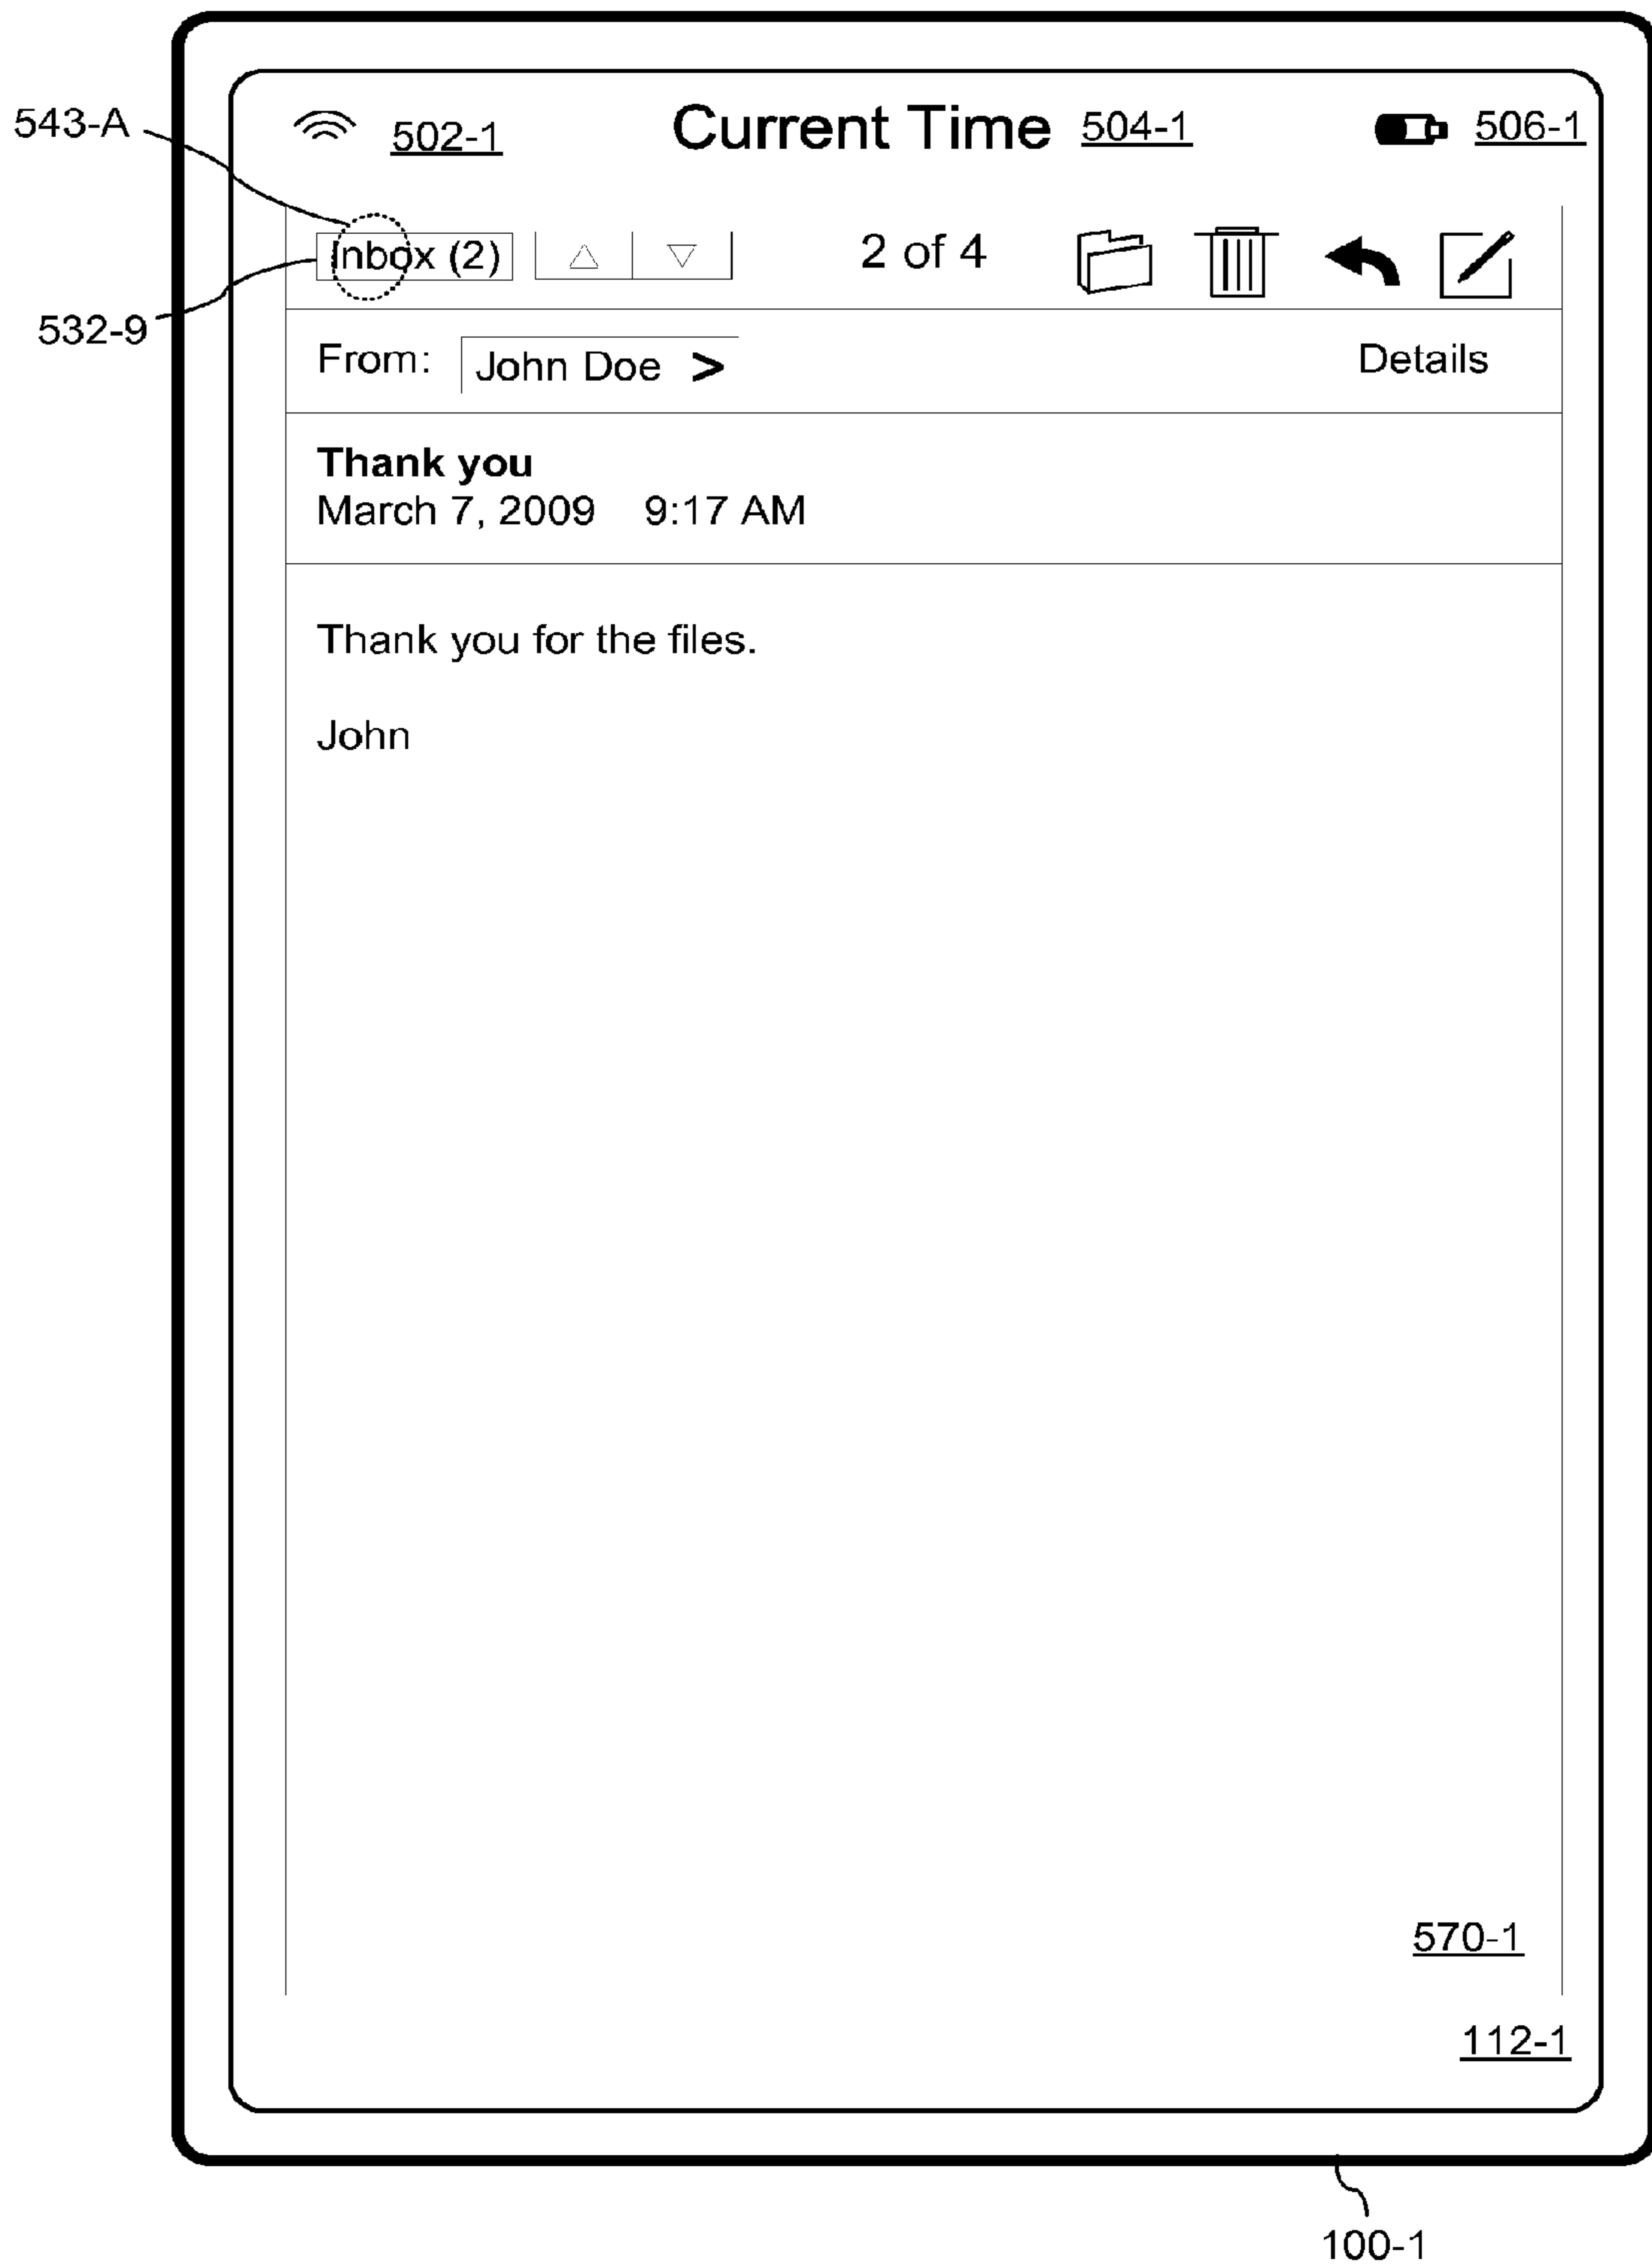 543-A
502-1 Current Time 504-1 506-1
Inbox (2) 2 of 4
532-9
From: John Doe > Details
Thank you
March 7, 2009 9:17 AM
Thank you for the files.
John
570-1
112-1
100-1